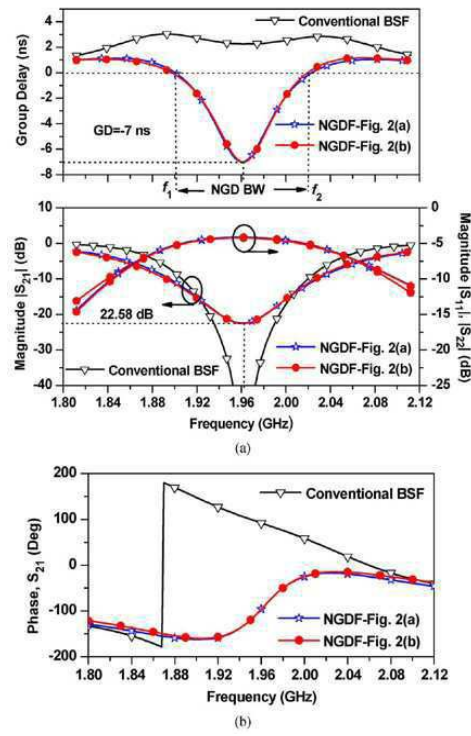 Group Delay (ns)
6
4
2
0
-2
-4
-6
-8
Conventional BSF
GD=-7 ns
NGDF-Fig. 2(a)
NGDF-Fig. 2(b)
f1 NGD BW f2
Magnitude |S21| (dB)
10
0
-10
-20
-30
-40
22.58 dB
NGDF-Fig. 2(a)
NGDF-Fig. 2(b)
Conventional BSF
0
-5
-10
-15
-20
-25
Magnitude |S11|, |S22| (dB)
1.80 1.84 1.88 1.92 1.96 2.00 2.04 2.08 2.12
Frequency (GHz)
(a)
Phase, S21 (Deg)
200
100
0
-100
-200
Conventional BSF
NGDF-Fig. 2(a)
NGDF-Fig. 2(b)
1.80 1.84 1.88 1.92 1.96 2.00 2.04 2.08 2.12
Frequency (GHz)
(b)